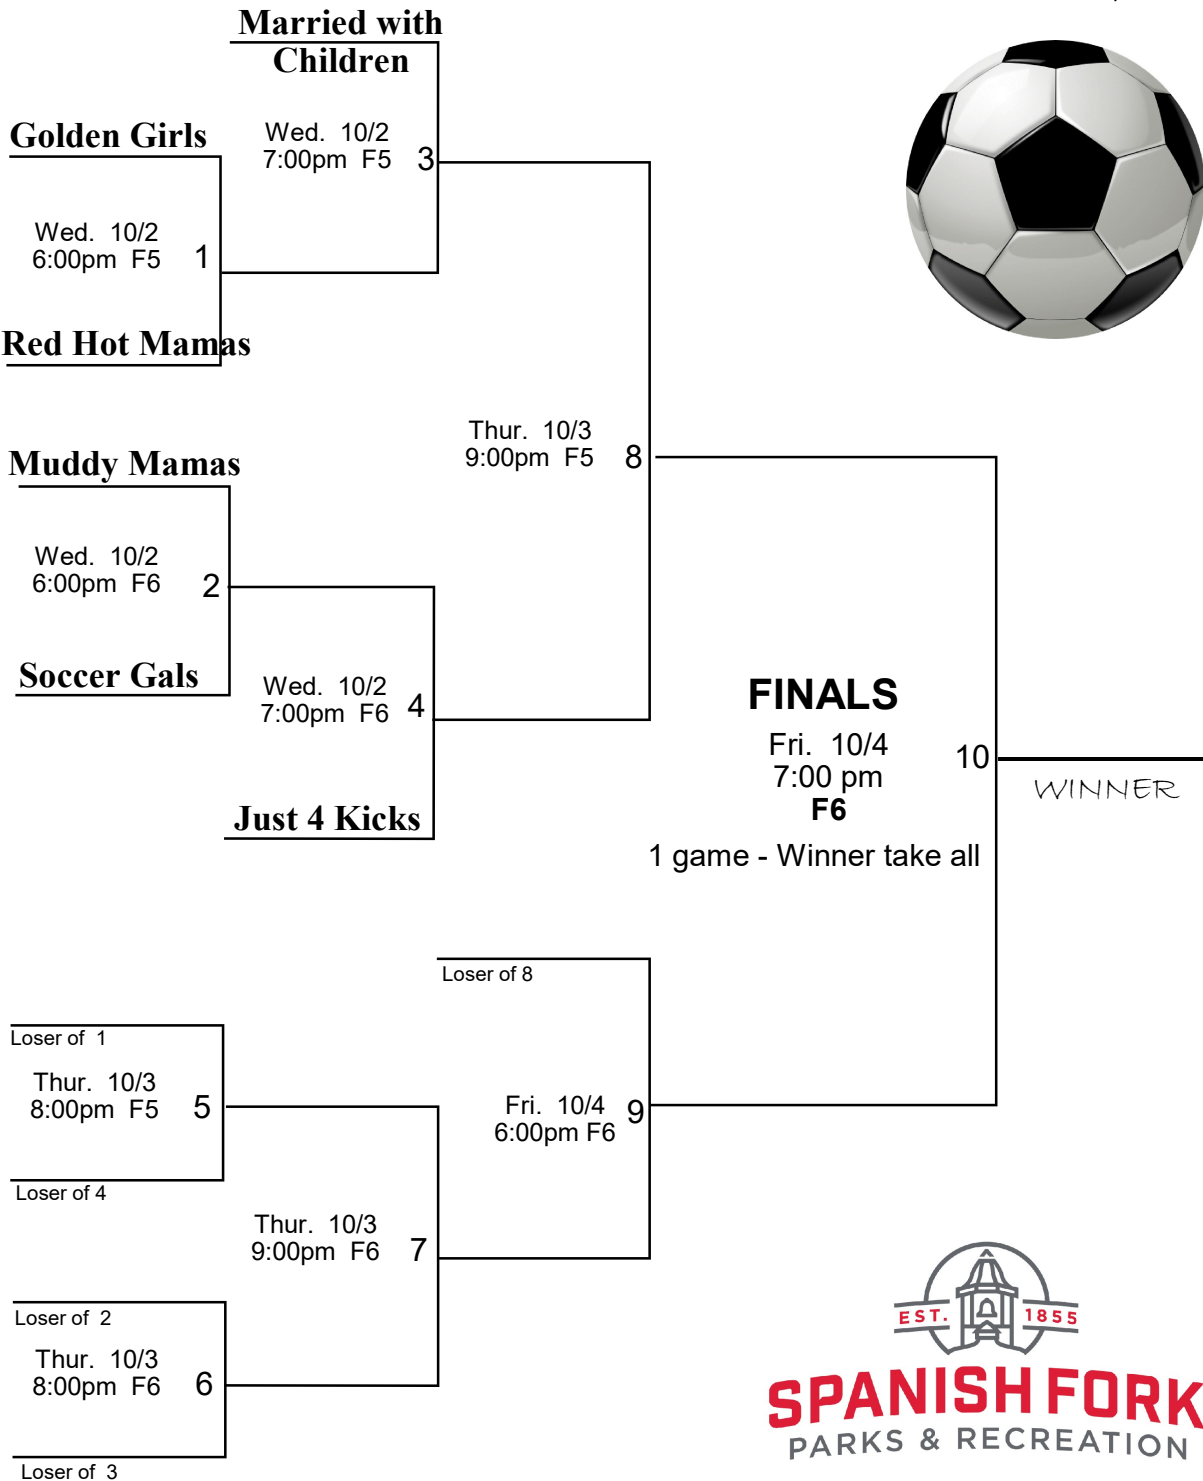 Married with
Children
Golden Girls
Wed. 10/2
7:00pm F5 3
Wed. 10/2
6:00pm F5 1
Red Hot Mamas
Thur. 10/3
9:00pm F5 8
Muddy Mamas
Wed. 10/2
6:00pm F6 2
Soccer Gals
Wed. 10/2
7:00pm F6 4
FINALS
Fri. 10/4
7:00 pm
F6
10
WINNER
Just 4 Kicks
1 game - Winner take all
Loser of 8
Loser of 1
Thur. 10/3
8:00pm F5 5
Fri. 10/4
6:00pm F6 9
Loser of 4
Thur. 10/3
9:00pm F6 7
Loser of 2
Thur. 10/3
8:00pm F6 6
Loser of 3
EST. 1855
SPANISH FORK
PARKS & RECREATION